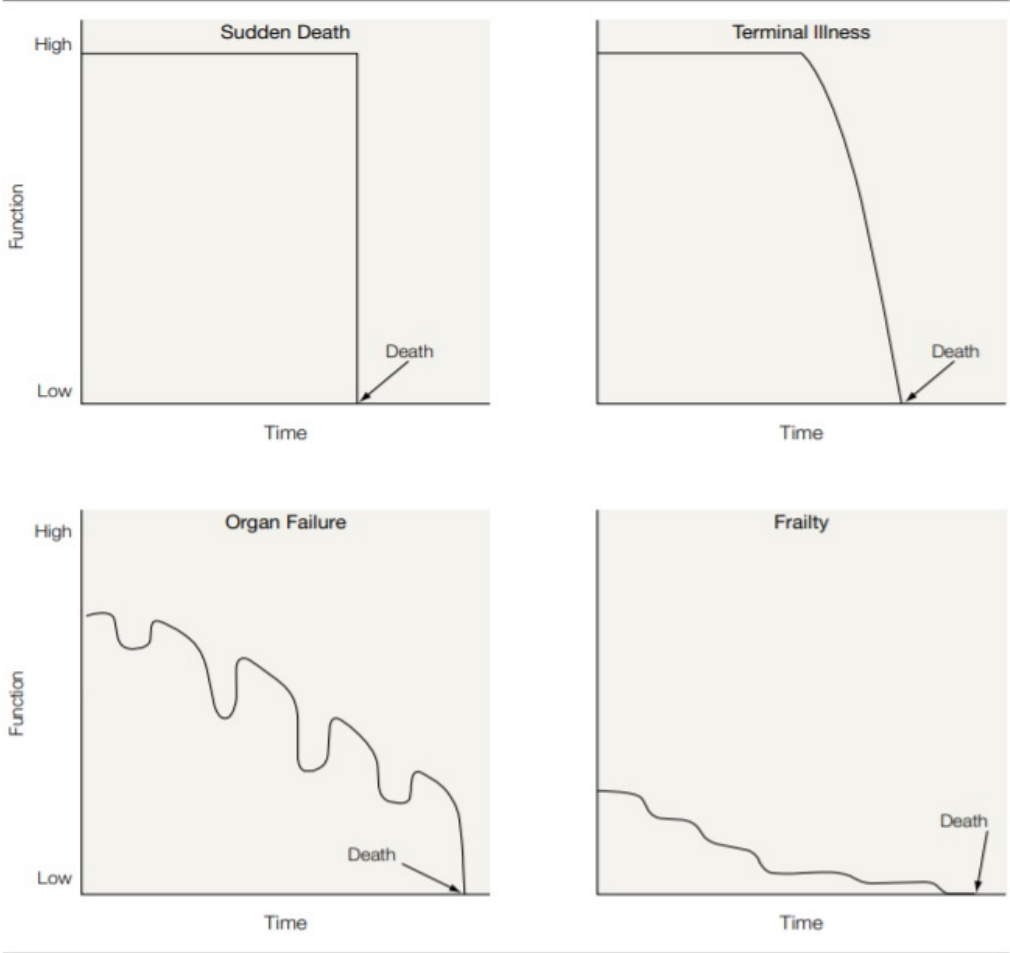 Sudden Death
High
Function
Low
Death
Time
Terminal Illness
Death
Time
Organ Failure
High
Function
Low
Death
Time
Frailty
Death
Time